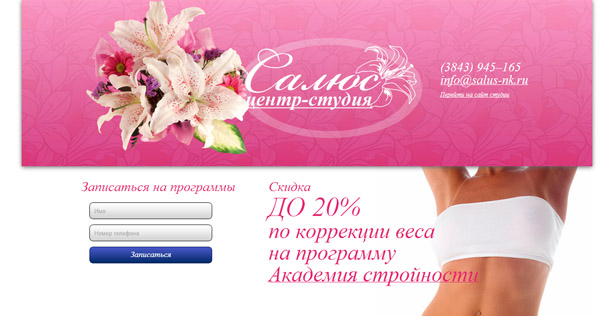 Салюс
центр-студия
(3843) 945–165
info@salus-nk.ru
Перейти на сайт студии
Записаться на программы
Имя
Номер телефона
Записаться
Скидка
ДО 20%
по коррекции веса
на программу
Академия стройности